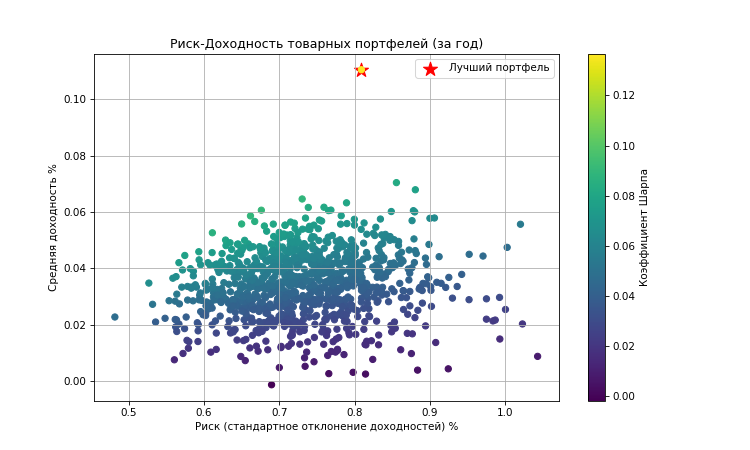 Риск-Доходность товарных портфелей (за год)
Лучший портфель
Средняя доходность %
0.10
0.08
0.06
0.04
0.02
0.00
0.5 0.6 0.7 0.8 0.9 1.0
Риск (стандартное отклонение доходностей) %
0.12
0.10
0.08
0.06
0.04
0.02
0.00
Коэффициент Шарпа